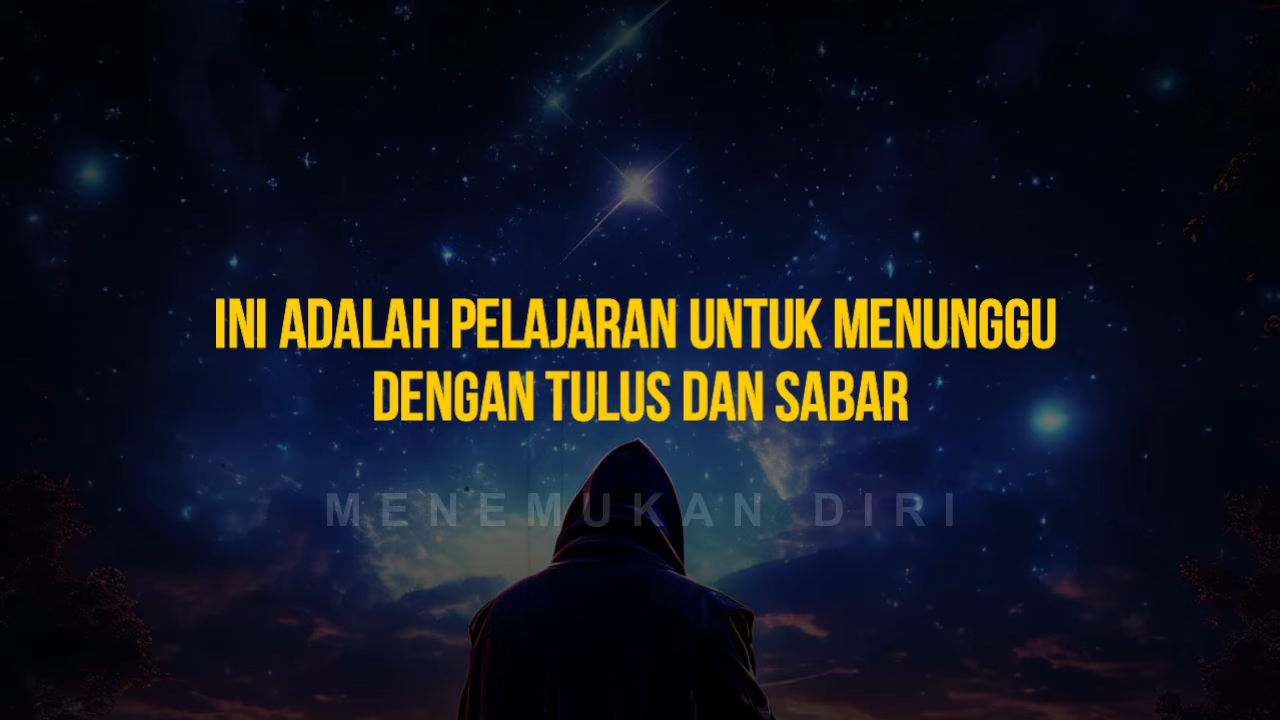 INI ADALAH PELAJARAN UNTUK MENUNGGU
DENGAN TULUS DAN SABAR
MENEMUKAN DIRI